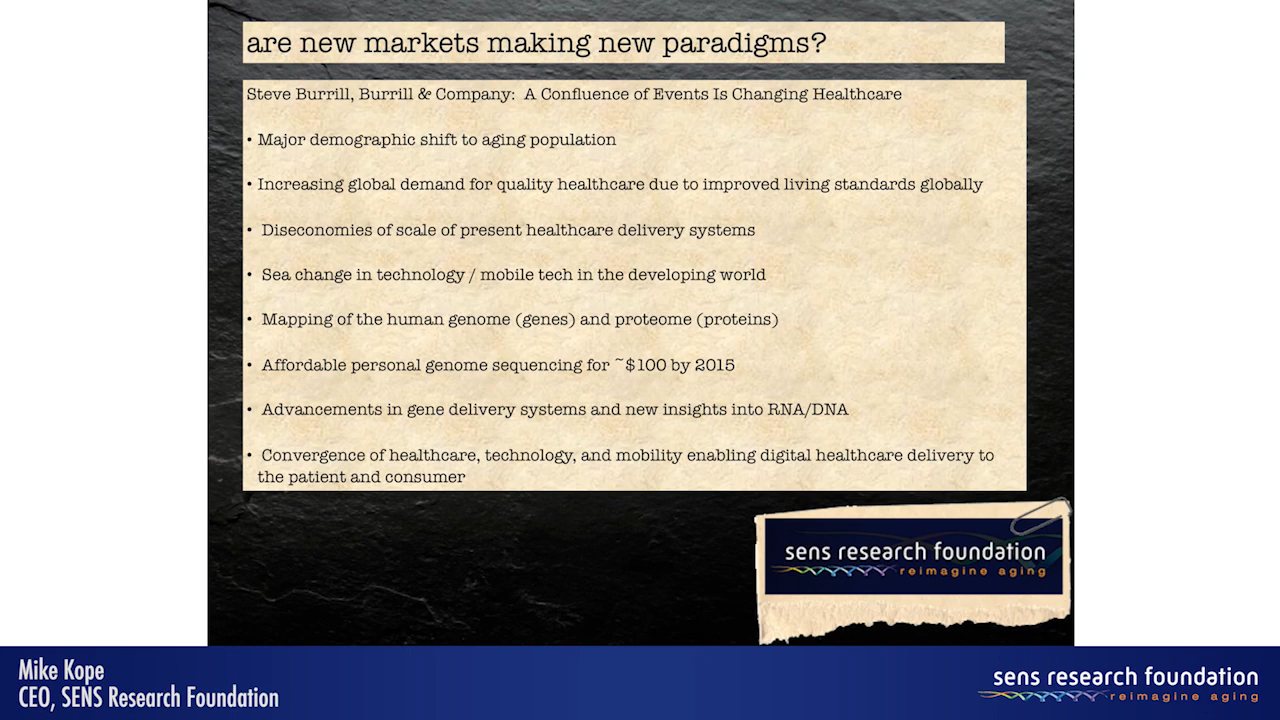 are new markets making new paradigms?
Steve Burrill, Burrill & Company:  A Confluence of Events Is Changing Healthcare
• Major demographic shift to aging population
• Increasing global demand for quality healthcare due to improved living standards globally
• Diseconomies of scale of present healthcare delivery systems
• Sea change in technology / mobile tech in the developing world
• Mapping of the human genome (genes) and proteome (proteins)
• Affordable personal genome sequencing for ~$100 by 2015
• Advancements in gene delivery systems and new insights into RNA/DNA
• Convergence of healthcare, technology, and mobility enabling digital healthcare delivery to
the patient and consumer
sens research foundation
reimagine aging
Mike Kope
CEO, SENS Research Foundation
sens research foundation
reimagine aging